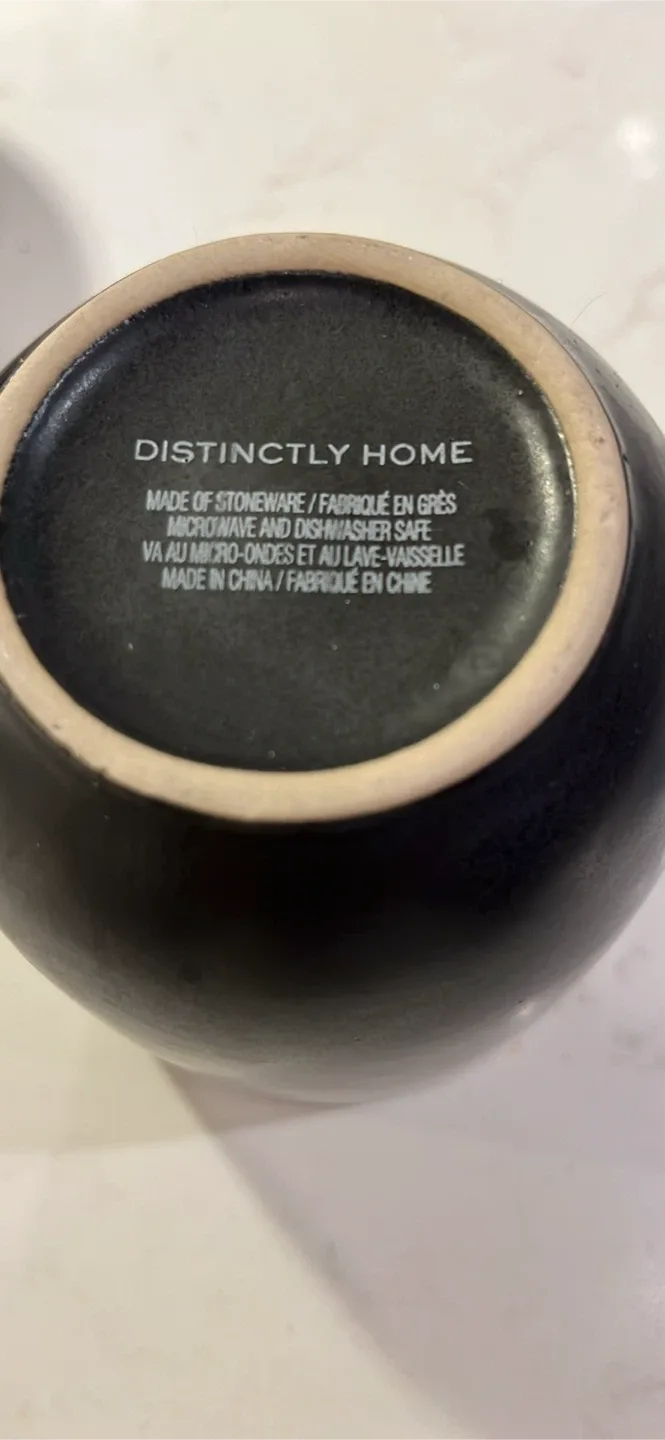 DISTINCTLY HOME
MADE OF STONEWARE / FABRIQUÉ EN GRÈS
MICROWAVE AND DISHWASHER SAFE
VA AU MICRO-ONDES ET AU LAVE-VAISSELLE
MADE IN CHINA / FABRIQUÉ EN CHINE